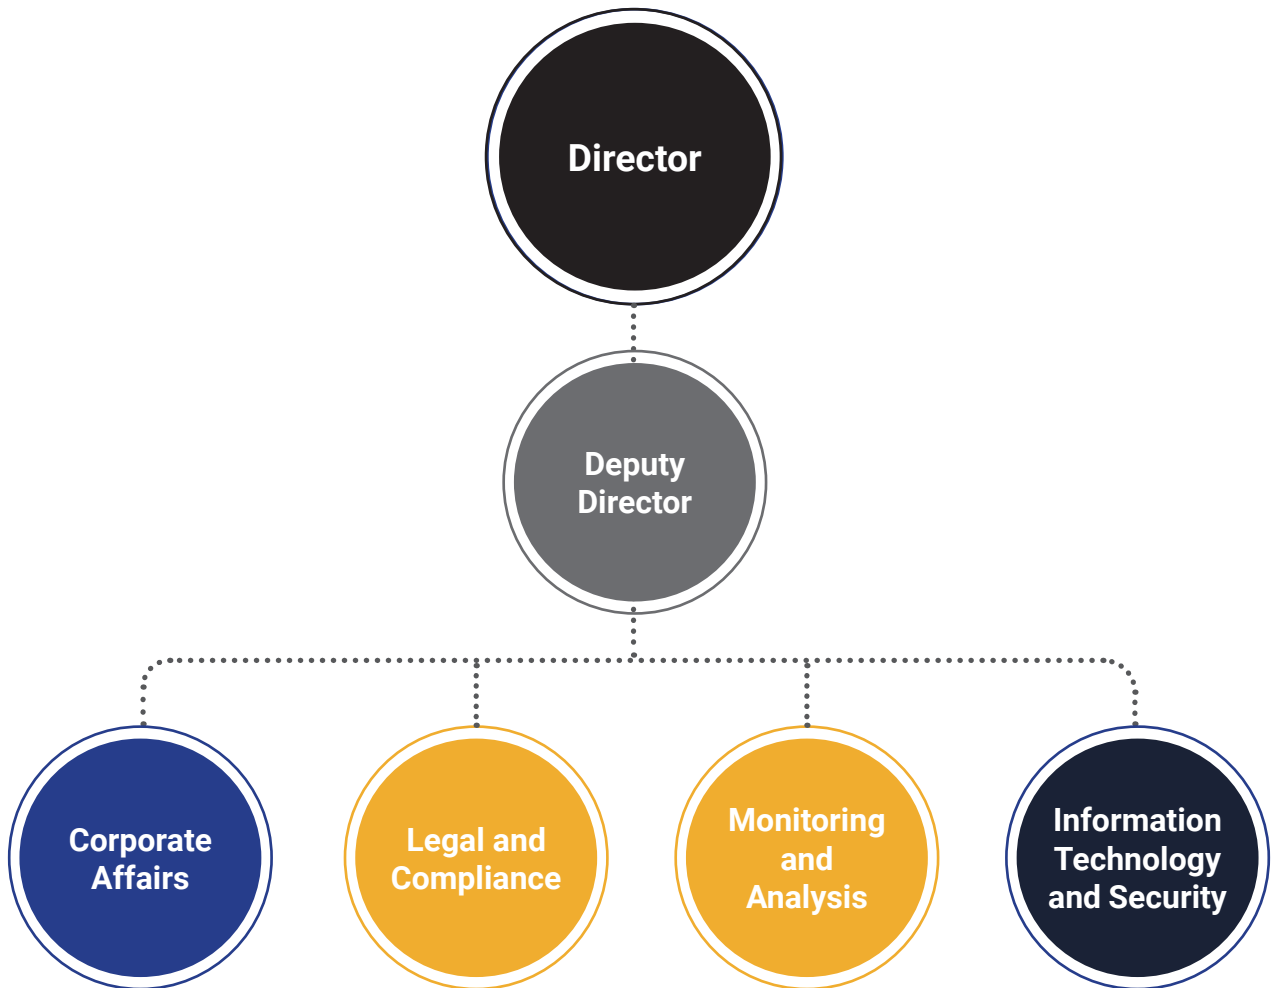 Director
Deputy
Director
Corporate
Affairs
Legal and
Compliance
Monitoring
and
Analysis
Information
Technology
and Security